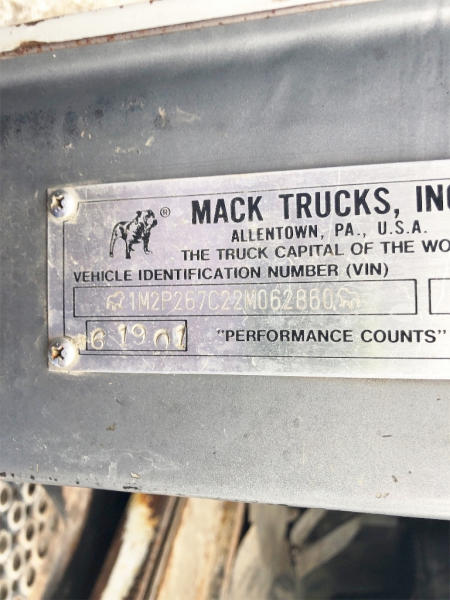 ®
MACK TRUCKS, INC
ALLENTOWN, PA., U.S.A.
THE TRUCK CAPITAL OF THE WO
VEHICLE IDENTIFICATION NUMBER (VIN)
1M2P267C22M062860
6 19 01 "PERFORMANCE COUNTS"